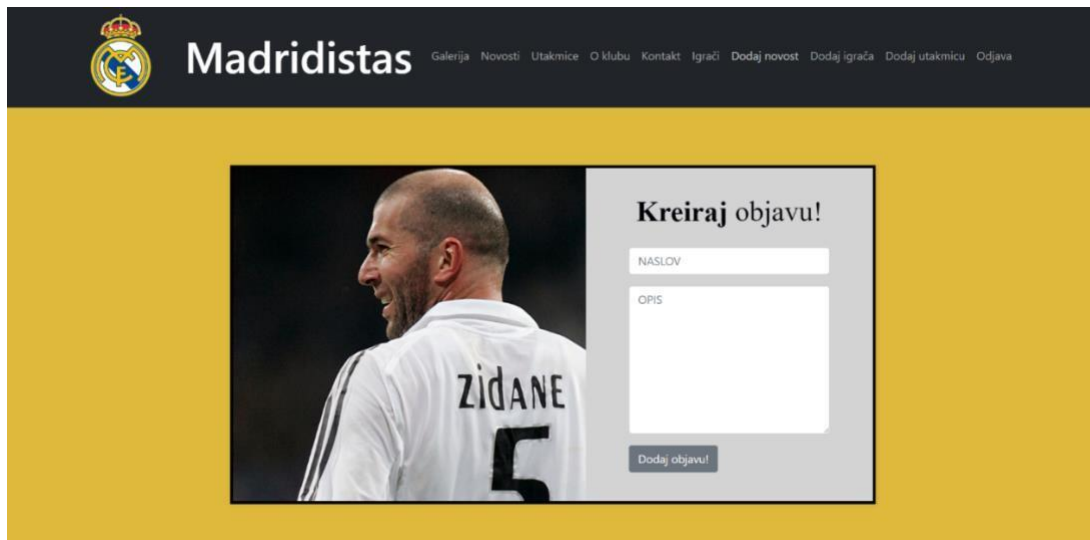 Madridistas
Galerija Novosti Utakmice O klubu Kontakt Igrači Dodaj novost Dodaj igrača Dodaj utakmicu Odjava
Kreiraj objavu!
NASLOV
OPIS
Dodaj objavu!
ZIDANE
5